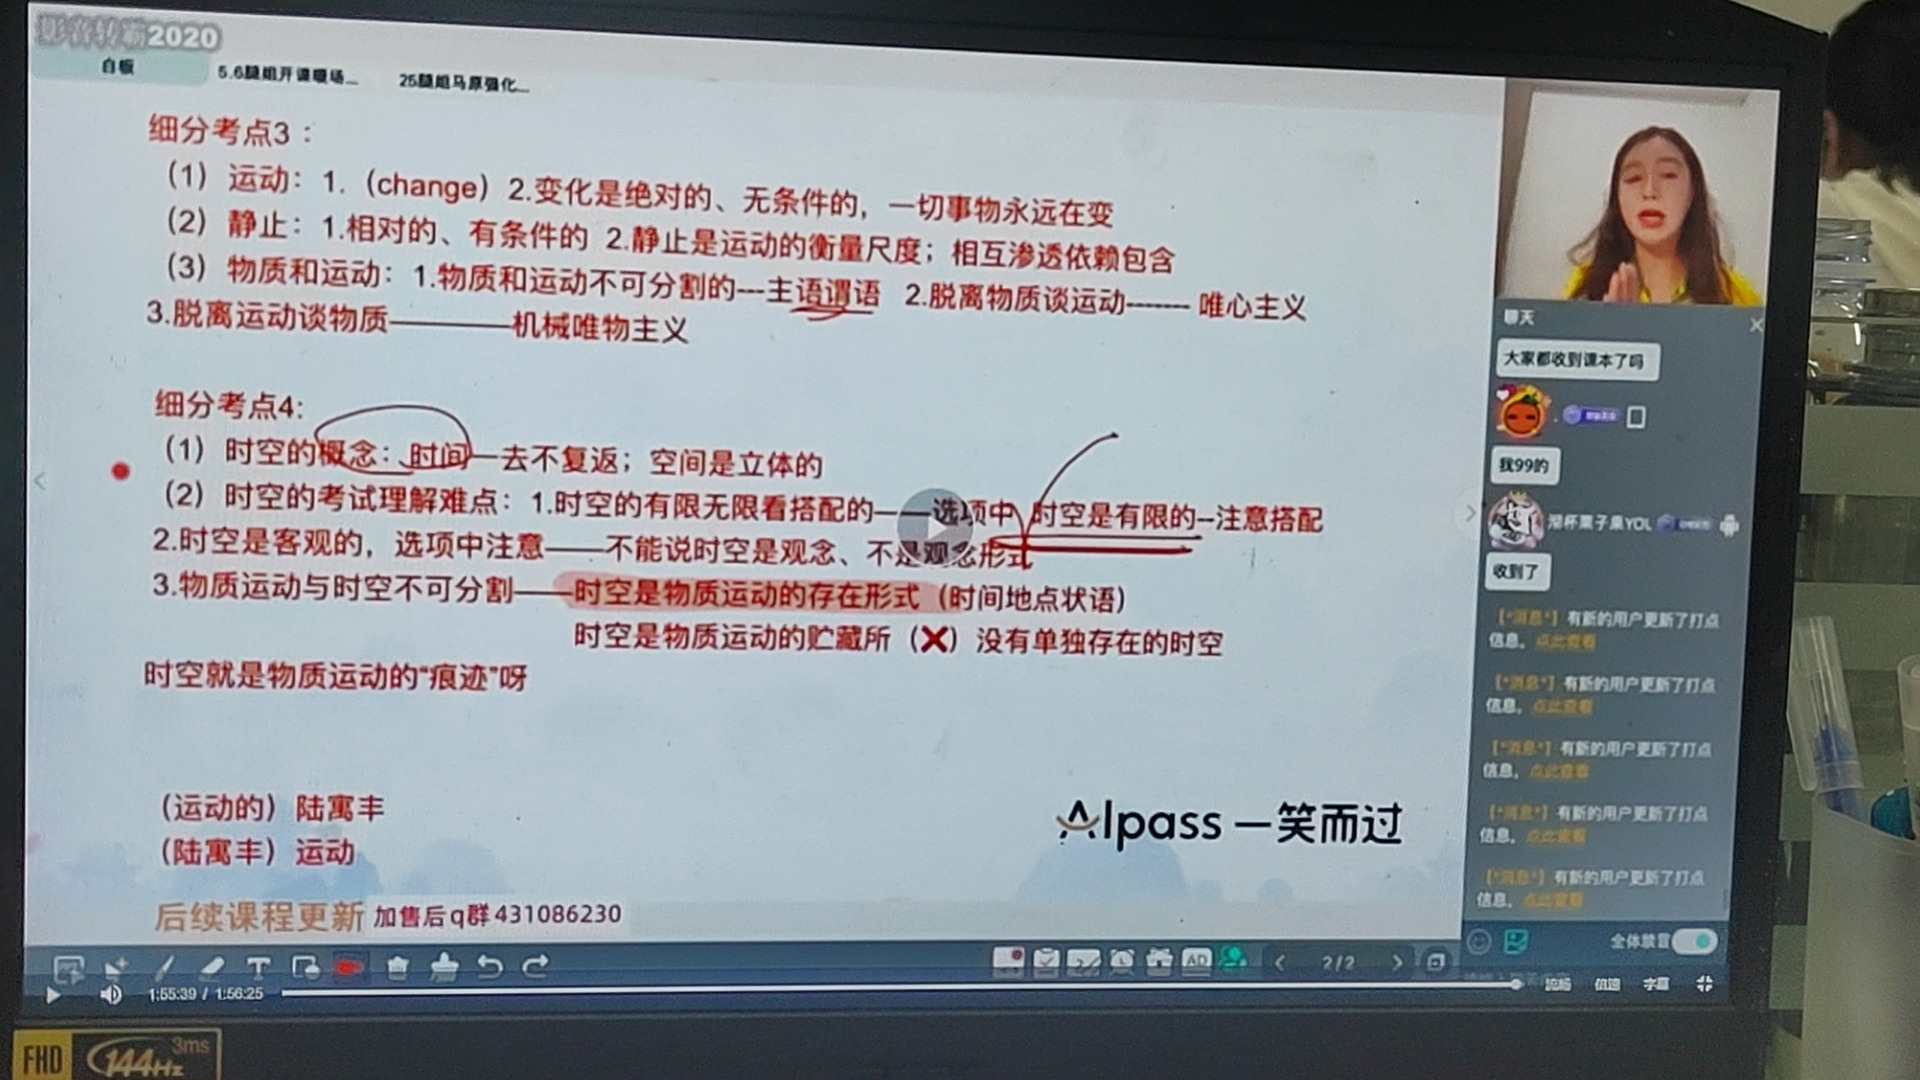 影音转霸2020
白板
5.6腿姐开课暖场...
25腿姐马原强化...
细分考点3：
（1）运动：1.（change）2.变化是绝对的、无条件的，一切事物永远在变
（2）静止：1.相对的、有条件的 2.静止是运动的衡量尺度；相互渗透依赖包含
（3）物质和运动：1.物质和运动不可分割的---主语谓语 2.脱离物质谈运动------- 唯心主义
3.脱离运动谈物质————机械唯物主义
细分考点4:
（1）时空的概念：时间一去不复返；空间是立体的
（2）时空的考试理解难点：1.时空的有限无限看搭配的——选项中，时空是有限的--注意搭配
2.时空是客观的，选项中注意——不能说时空是观念、不是观念形式
3.物质运动与时空不可分割——时空是物质运动的存在形式（时间地点状语）
时空是物质运动的贮藏所（×）没有单独存在的时空
时空就是物质运动的“痕迹”呀
（运动的）陆寓丰
（陆寓丰）运动
AIpass 一笑而过
后续课程更新 加售后q群431086230
聊天
大家都收到课本了吗
我99的
YOL
收到了
【*消息*】有新的用户更新了打点
信息。点此查看
【*消息*】有新的用户更新了打点
信息。点此查看
【*消息*】有新的用户更新了打点
信息。点此查看
【*消息*】有新的用户更新了打点
信息。点此查看
【*消息*】有新的用户更新了打点
信息。点此查看
全体禁言
AD
2/2
1:55:39 / 1:56:25
流畅 倍速 字幕
FHD
144Hz
3ms